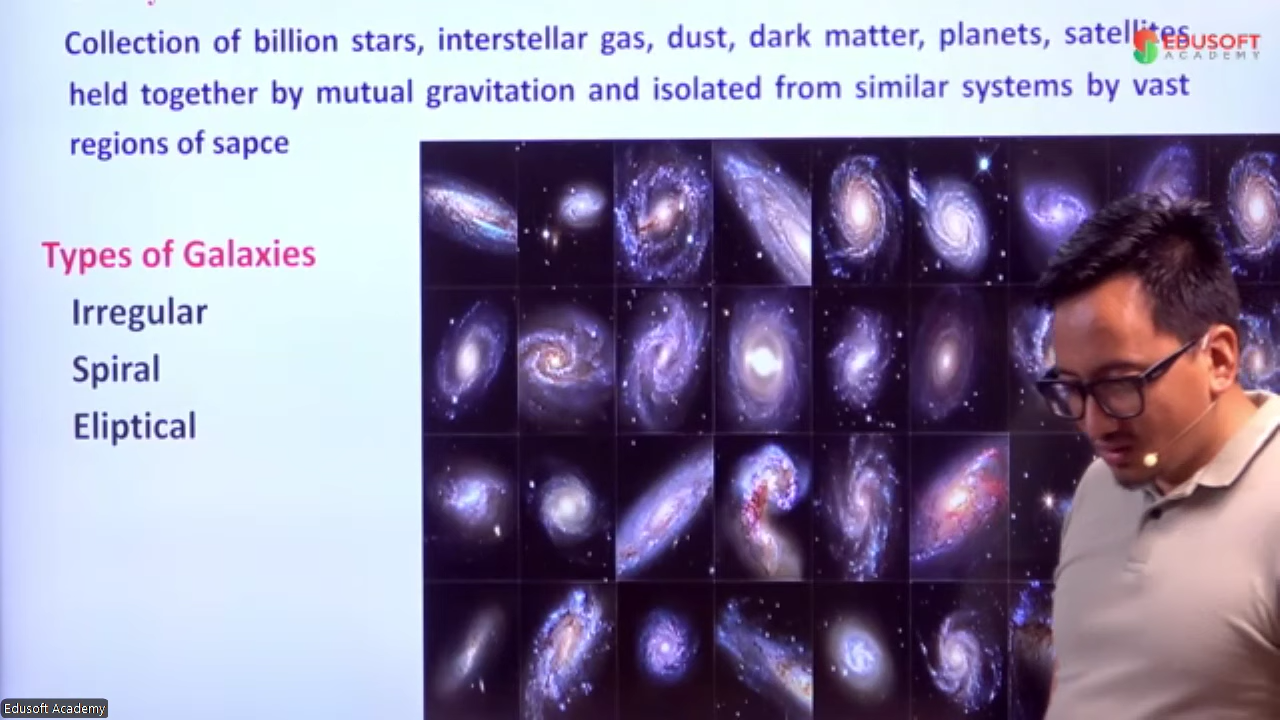 Collection of billion stars, interstellar gas, dust, dark matter, planets, satellites
held together by mutual gravitation and isolated from similar systems by vast
regions of sapce
EDUSOFT
ACADEMY
Types of Galaxies
Irregular
Spiral
Eliptical
Edusoft Academy